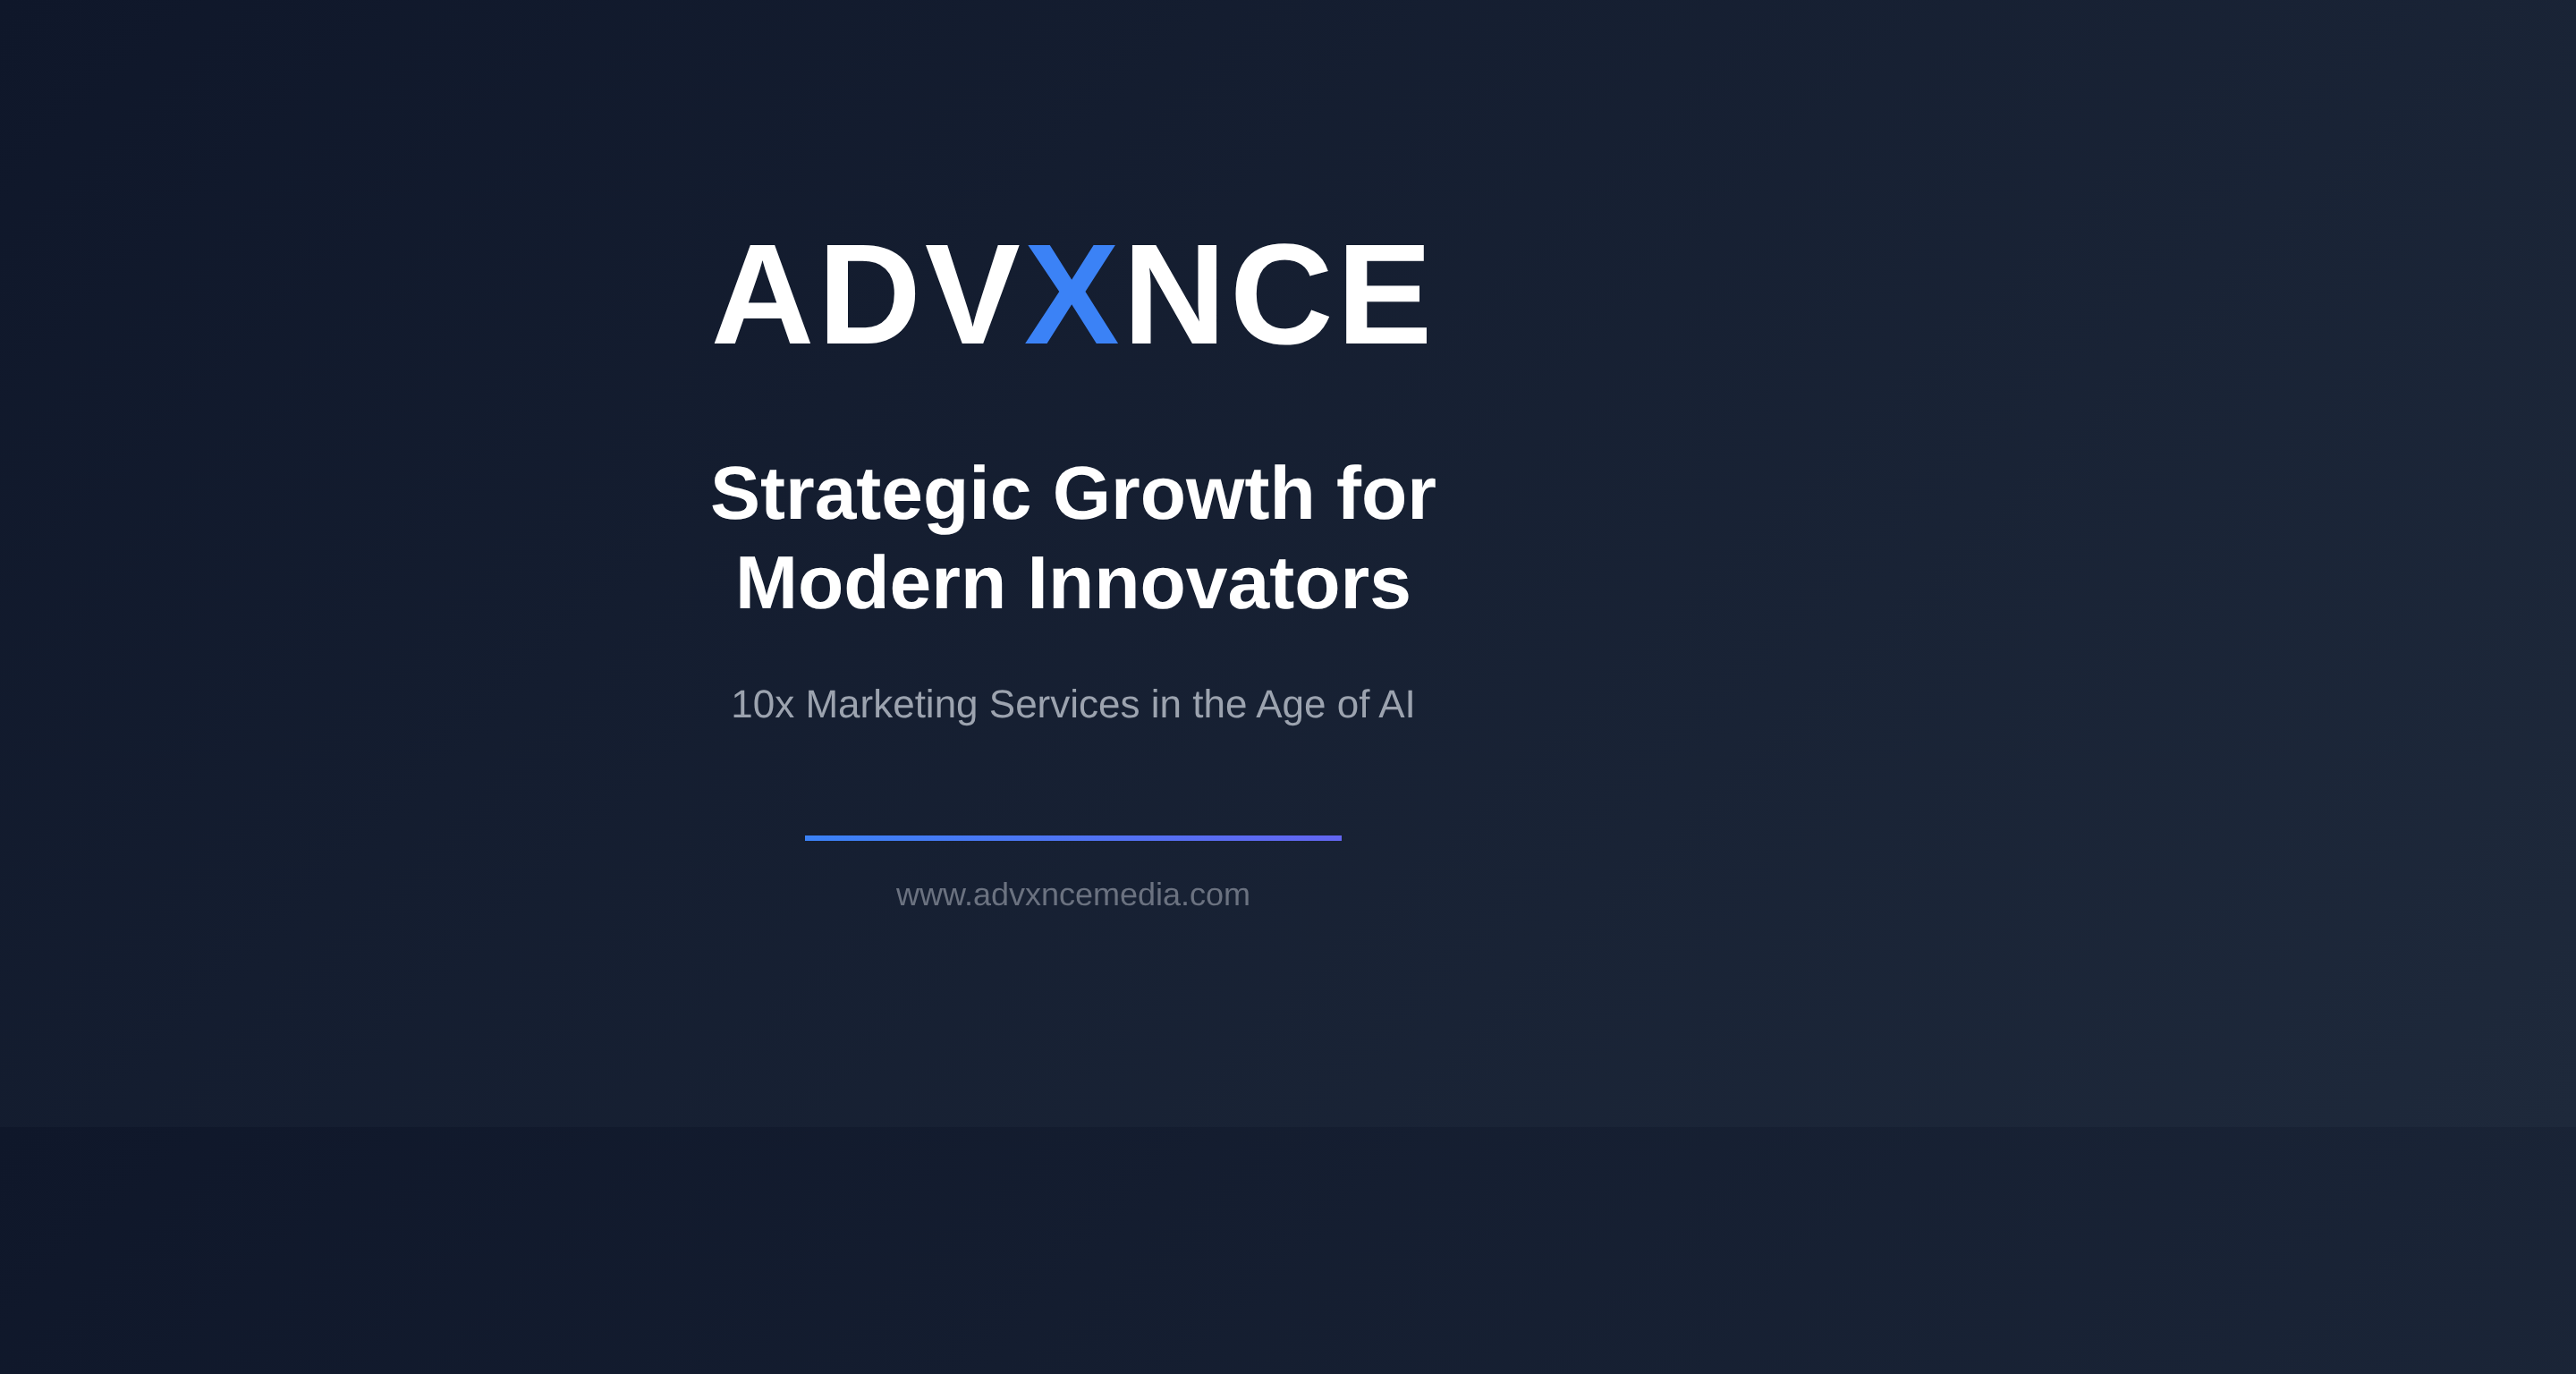 ADVXNCE
Strategic Growth for
Modern Innovators
10x Marketing Services in the Age of AI
www.advxncemedia.com